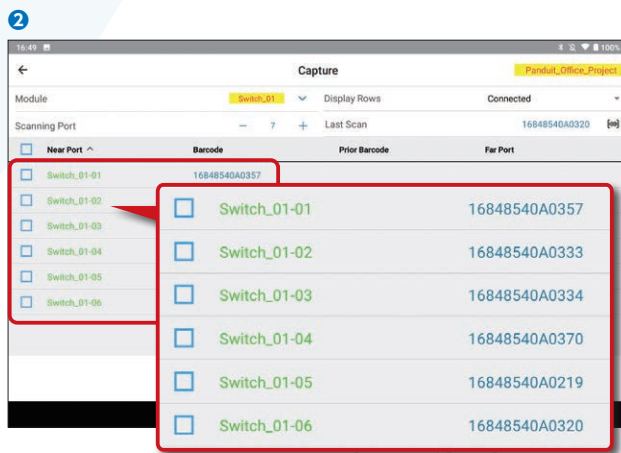 2
16:49 100%
← Capture Panduit_Office_Project
Module Switch_01 Display Rows Connected
Scanning Port − 7 + Last Scan 16848540A0320
Near Port ^ Barcode Prior Barcode Far Port
Switch_01-01 16848540A0357
Switch_01-02
Switch_01-03
Switch_01-04
Switch_01-05
Switch_01-06
Switch_01-01 16848540A0357
Switch_01-02 16848540A0333
Switch_01-03 16848540A0334
Switch_01-04 16848540A0370
Switch_01-05 16848540A0219
Switch_01-06 16848540A0320